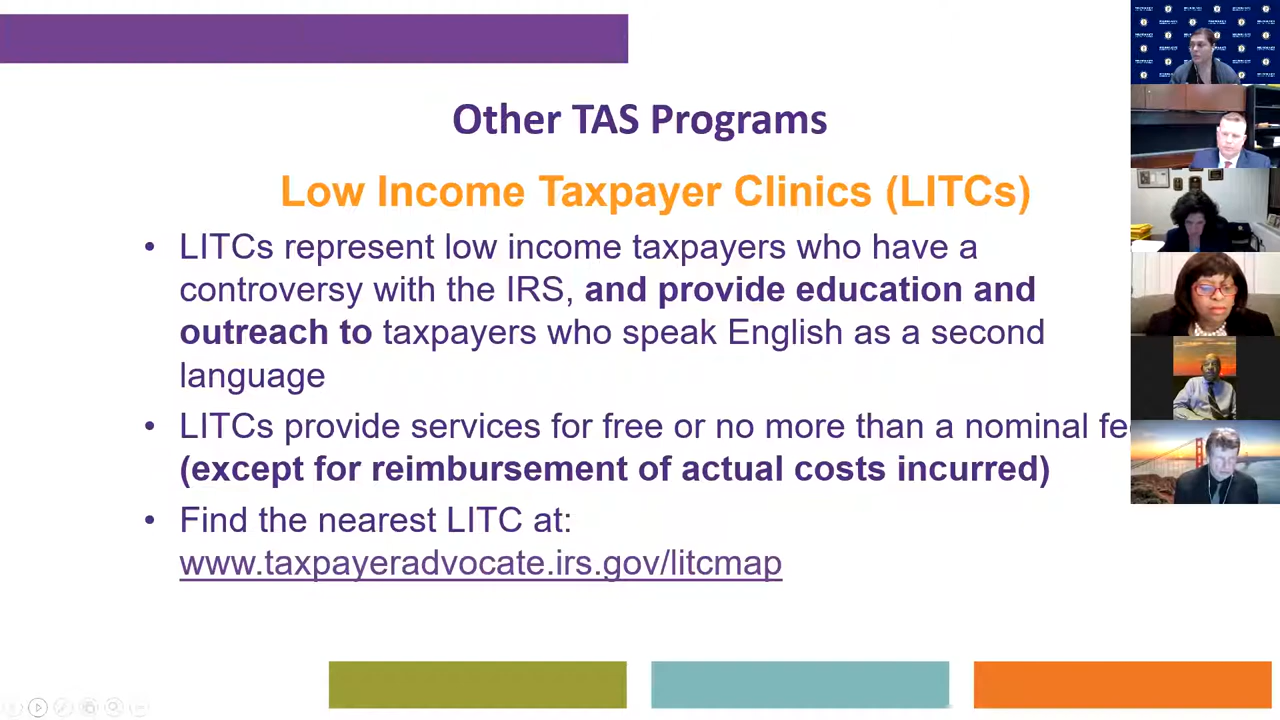 Other TAS Programs
Low Income Taxpayer Clinics (LITCs)
• LITCs represent low income taxpayers who have a
controversy with the IRS, and provide education and
outreach to taxpayers who speak English as a second
language
• LITCs provide services for free or no more than a nominal fe
(except for reimbursement of actual costs incurred)
• Find the nearest LITC at:
www.taxpayeradvocate.irs.gov/litcmap